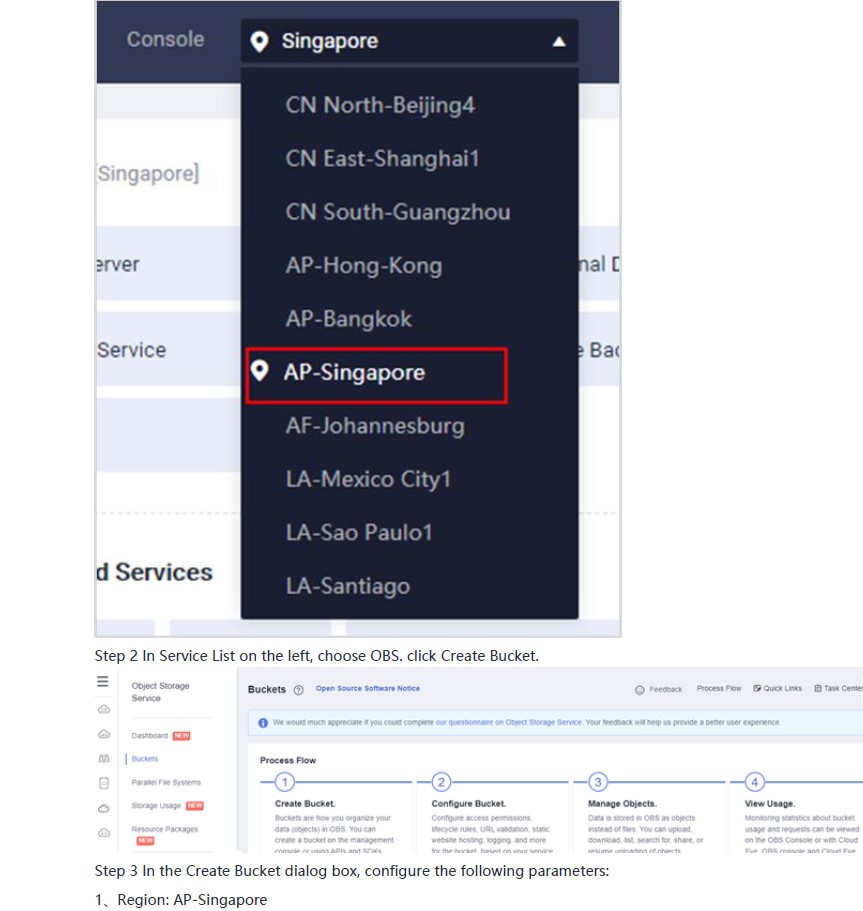 Console Singapore
CN North-Beijing4
CN East-Shanghai1
[Singapore]
CN South-Guangzhou
erver AP-Hong-Kong nal D
AP-Bangkok
Service e Bac
AP-Singapore
AF-Johannesburg
LA-Mexico City1
LA-Sao Paulo1
d Services LA-Santiago
Step 2 In Service List on the left, choose OBS. click Create Bucket.
Object Storage
Service
Dashboard NEW
Buckets
Parallel File Systems
Storage Usage NEW
Resource Packages
NEW
Buckets Open Source Software Notice Feedback Process Flow Quick Links Task Center
We would much appreciate if you could complete our questionnaire on Object Storage Service. Your feedback will help us provide a better user experience.
Process Flow
1
Create Bucket.
Buckets are how you organize your
data (objects) in OBS. You can
create a bucket on the management
console or using APIs and SDKs.
2
Configure Bucket.
Configure access permissions,
lifecycle rules, URL validation, static
website hosting, logging, and more
for the bucket, based on your service
3
Manage Objects.
Data is stored in OBS as objects
instead of files. You can upload,
download, list, search for, share, or
resume uploading of objects.
4
View Usage.
Monitoring statistics about bucket
usage and requests can be viewed
on the OBS Console or with Cloud
Eye. OBS console and Cloud Eye
Step 3 In the Create Bucket dialog box, configure the following parameters:
1、Region: AP-Singapore